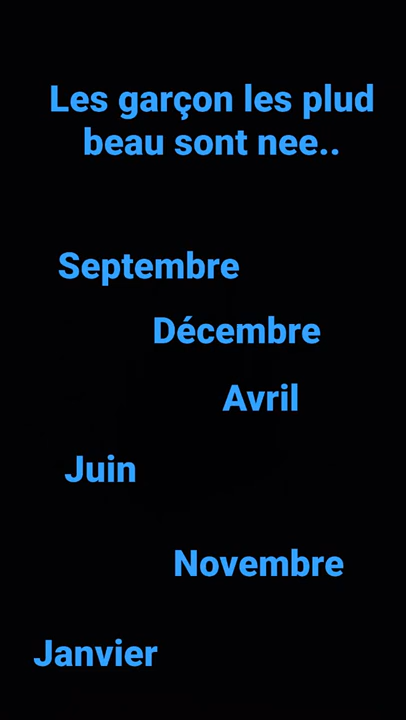 Les garçon les plud
beau sont nee..
Septembre
Décembre
Avril
Juin
Novembre
Janvier